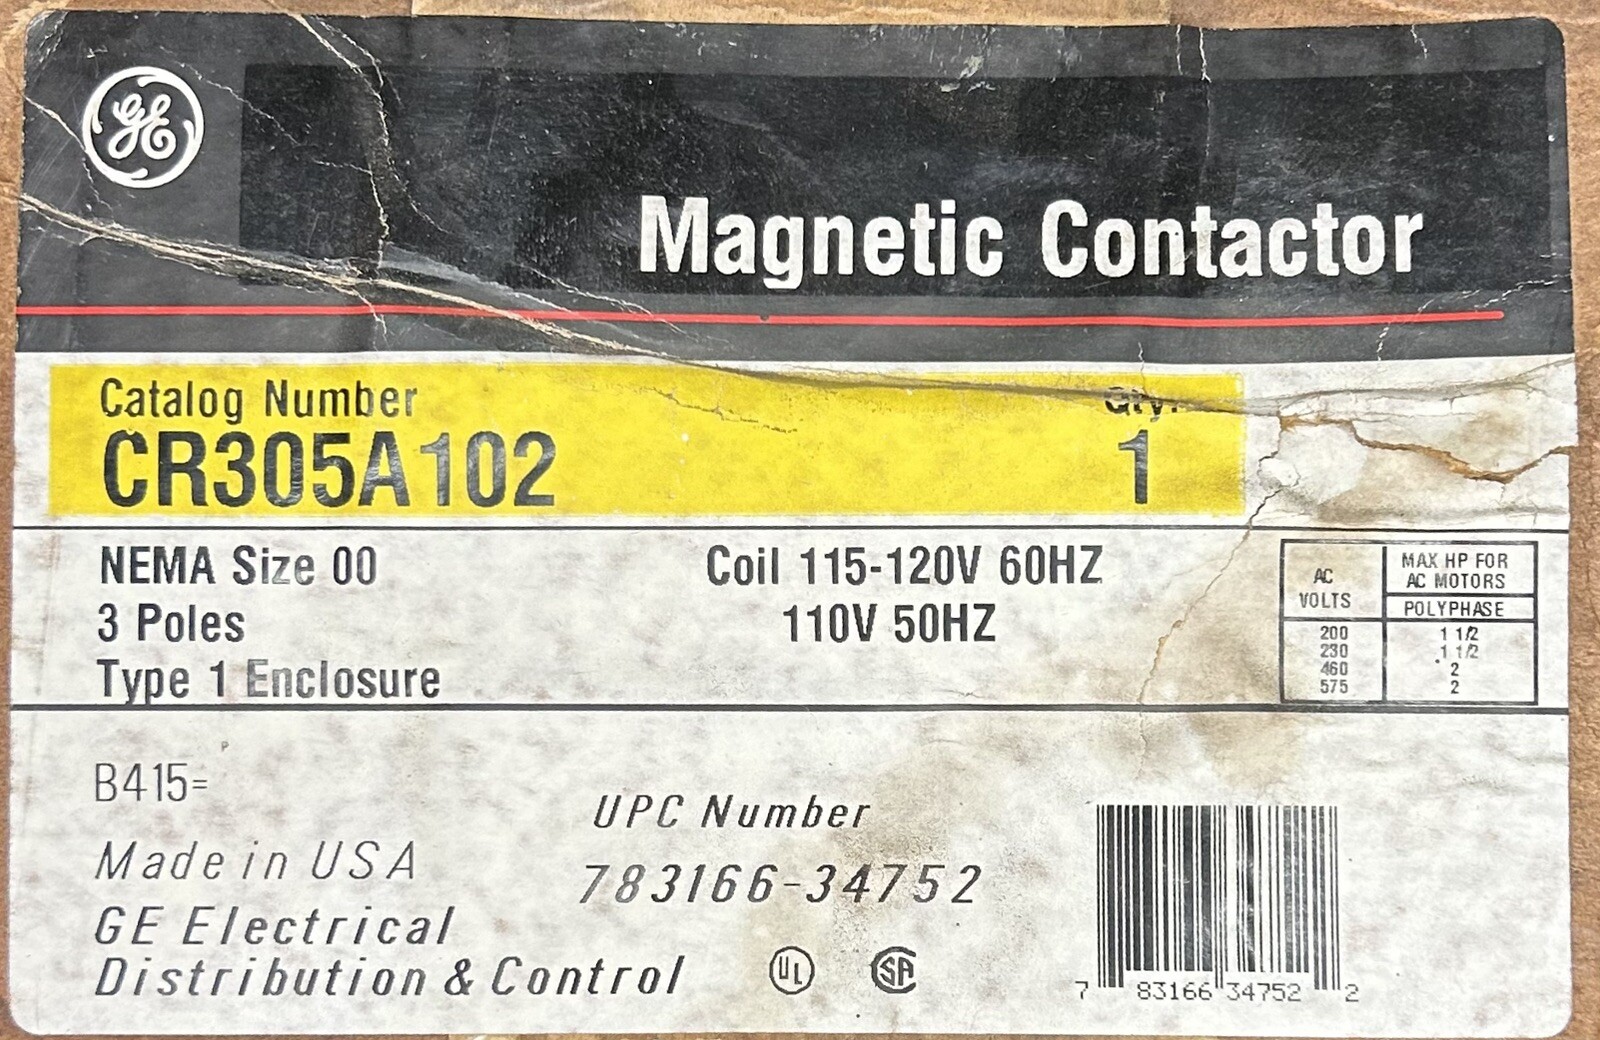 GE
Magnetic Contactor
Catalog Number
Qty.
CR305A102
1
NEMA Size 00
3 Poles
Type 1 Enclosure
Coil 115-120V 60HZ
110V 50HZ
AC VOLTS
MAX HP FOR
AC MOTORS
POLYPHASE
200 1 1/2
230 1 1/2
460 2
575 2
B415=
Made in USA
GE Electrical
Distribution & Control
UPC Number
783166-34752
UL
SA
7 83166 34752 2